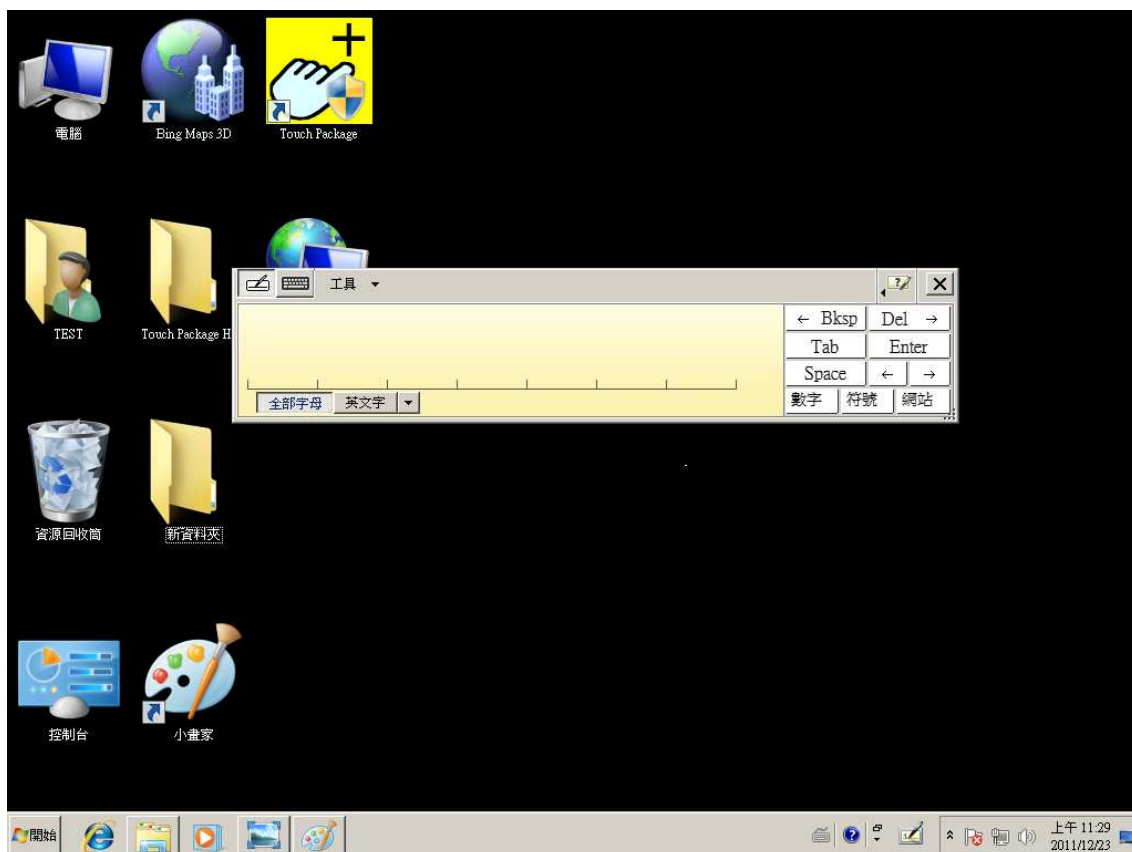 電腦
Bing Maps 3D
Touch Package
TEST
Touch Package H
工具
← Bksp
Del →
Tab
Enter
Space
←
→
全部字母
英文字
數字
符號
網站
資源回收筒
新資料夾
控制台
小畫家
開始
上午 11:29
2011/12/23